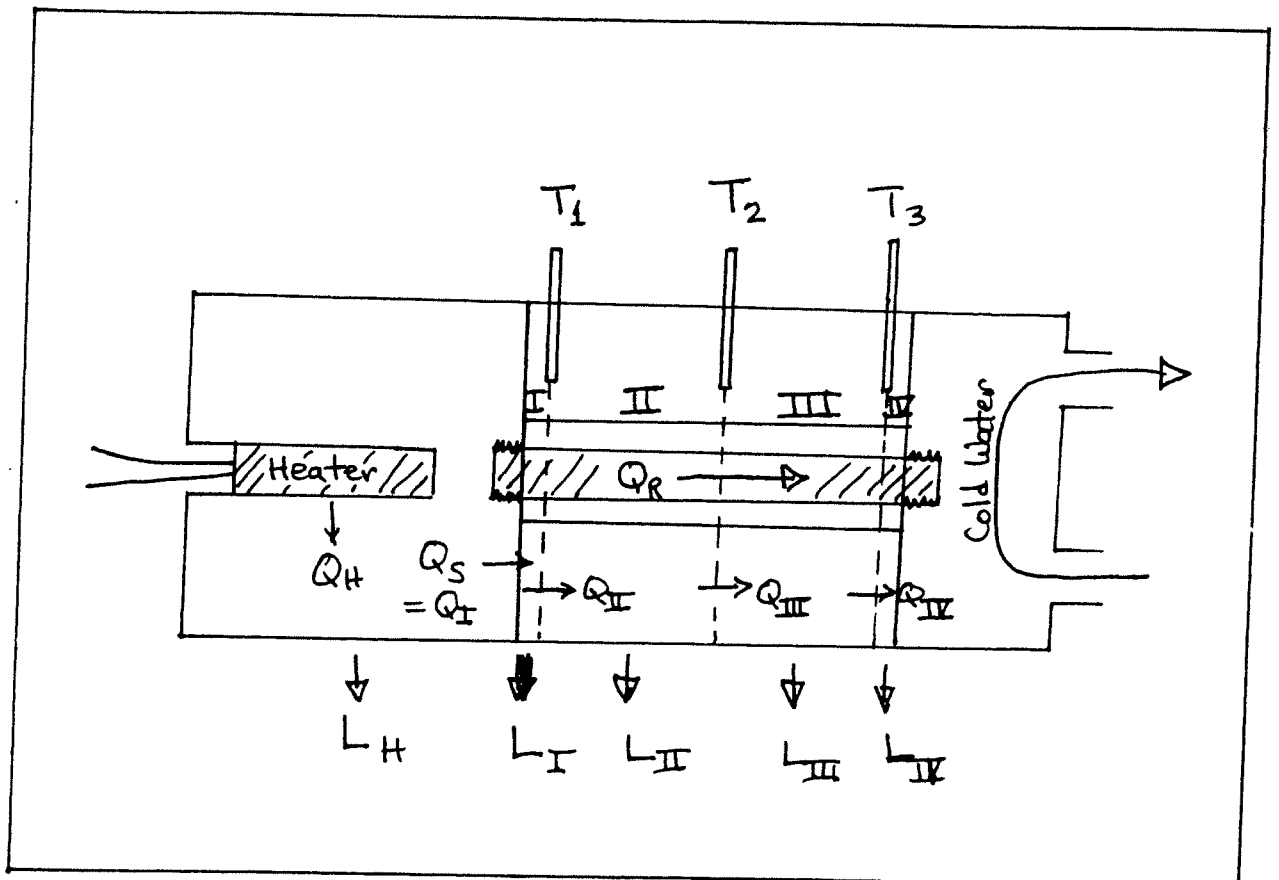 T1 T2 T3
I II III IV
Heater
QR
Cold Water
QH
QS
= QI
QII
QIII
QIV
LH
LI
LII
LIII
LIV